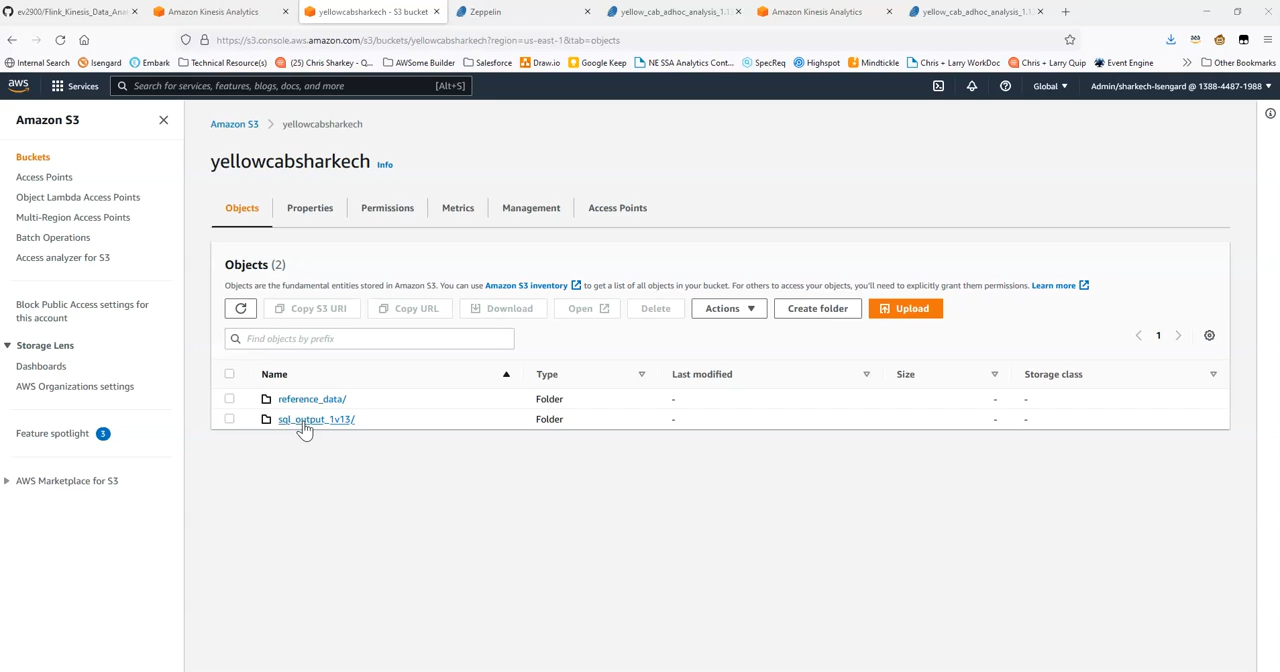 ev2900/Flink_Kinesis_Data_Anal
Amazon Kinesis Analytics
yellowcabsharkech - S3 bucket
Zeppelin
yellow_cab_adhoc_analysis_1.1
Amazon Kinesis Analytics
yellow_cab_adhoc_analysis_1.
https://s3.console.aws.amazon.com/s3/buckets/yellowcabsharkech?region=us-east-1&tab=objects
Internal Search
Isengard
Embark
Technical Resource(s)
(25) Chris Sharkey - Q...
AWSome Builder
Salesforce
Draw.io
Google Keep
NE SSA Analytics Cont...
SpecReq
Highspot
Mindtickle
Chris + Larry WorkDoc
Chris + Larry Quip
Event Engine
Other Bookmarks
aws
Services
Search for services, features, blogs, docs, and more
[Alt+S]
Global
Admin/sharkech-Isengard @ 1388-4487-1988
Amazon S3
Buckets
Access Points
Object Lambda Access Points
Multi-Region Access Points
Batch Operations
Access analyzer for S3
Block Public Access settings for
this account
Storage Lens
Dashboards
AWS Organizations settings
Feature spotlight 3
AWS Marketplace for S3
Amazon S3 > yellowcabsharkech
yellowcabsharkech Info
Objects
Properties
Permissions
Metrics
Management
Access Points
Objects (2)
Objects are the fundamental entities stored in Amazon S3. You can use Amazon S3 inventory to get a list of all objects in your bucket. For others to access your objects, you'll need to explicitly grant them permissions. Learn more
Copy S3 URI
Copy URL
Download
Open
Delete
Actions
Create folder
Upload
Find objects by prefix
1
Name Type Last modified Size Storage class
reference_data/ Folder - - -
sql_output_1v13/ Folder - - -